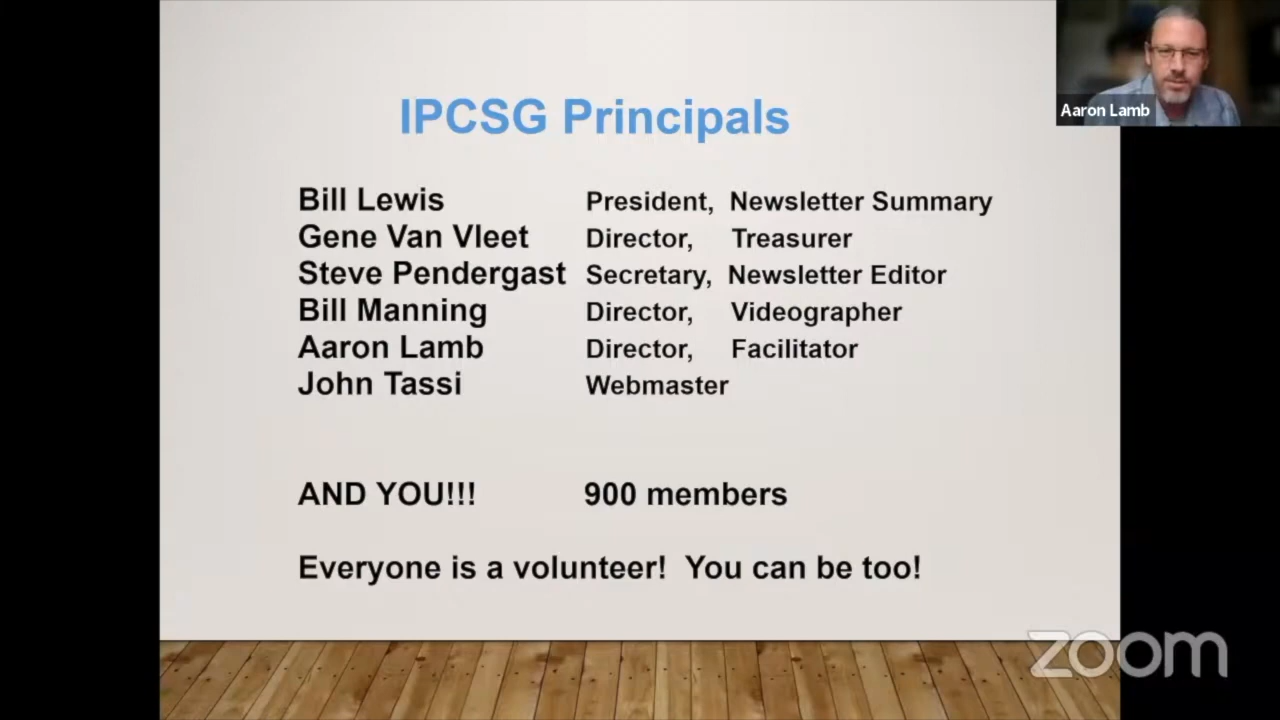 IPCSG Principals
Aaron Lamb
Bill Lewis President, Newsletter Summary
Gene Van Vleet Director, Treasurer
Steve Pendergast Secretary, Newsletter Editor
Bill Manning Director, Videographer
Aaron Lamb Director, Facilitator
John Tassi Webmaster
AND YOU!!! 900 members
Everyone is a volunteer! You can be too!
zoom